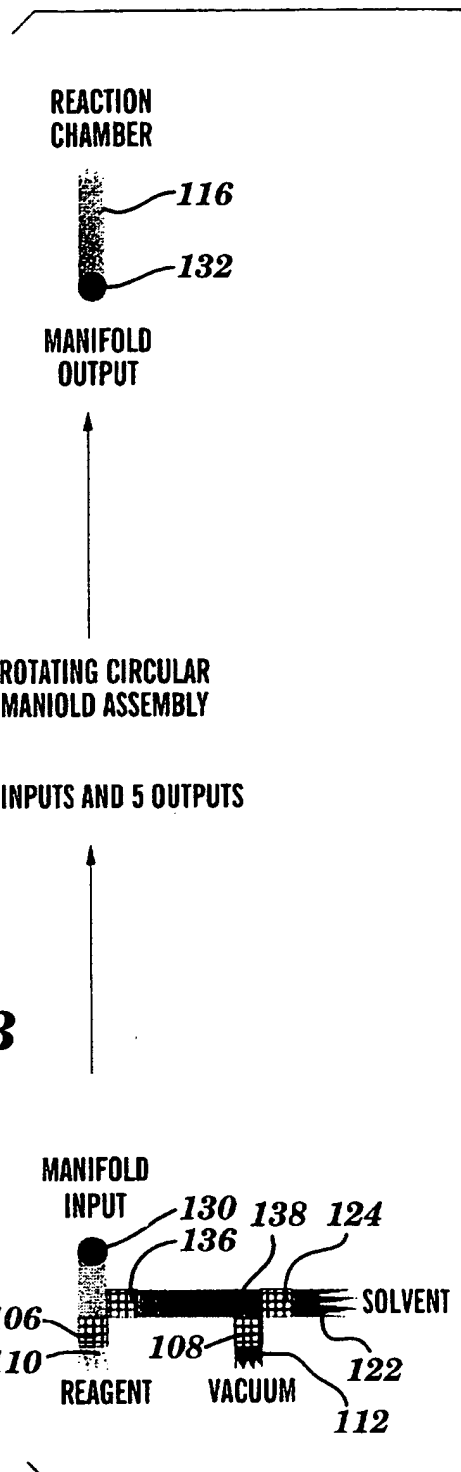 REACTION
CHAMBER
116
132
MANIFOLD
OUTPUT
ROTATING CIRCULAR
MANIOLD ASSEMBLY
INPUTS AND 5 OUTPUTS
MANIFOLD
INPUT
130
138
124
136
SOLVENT
108
122
REAGENT
VACUUM
112